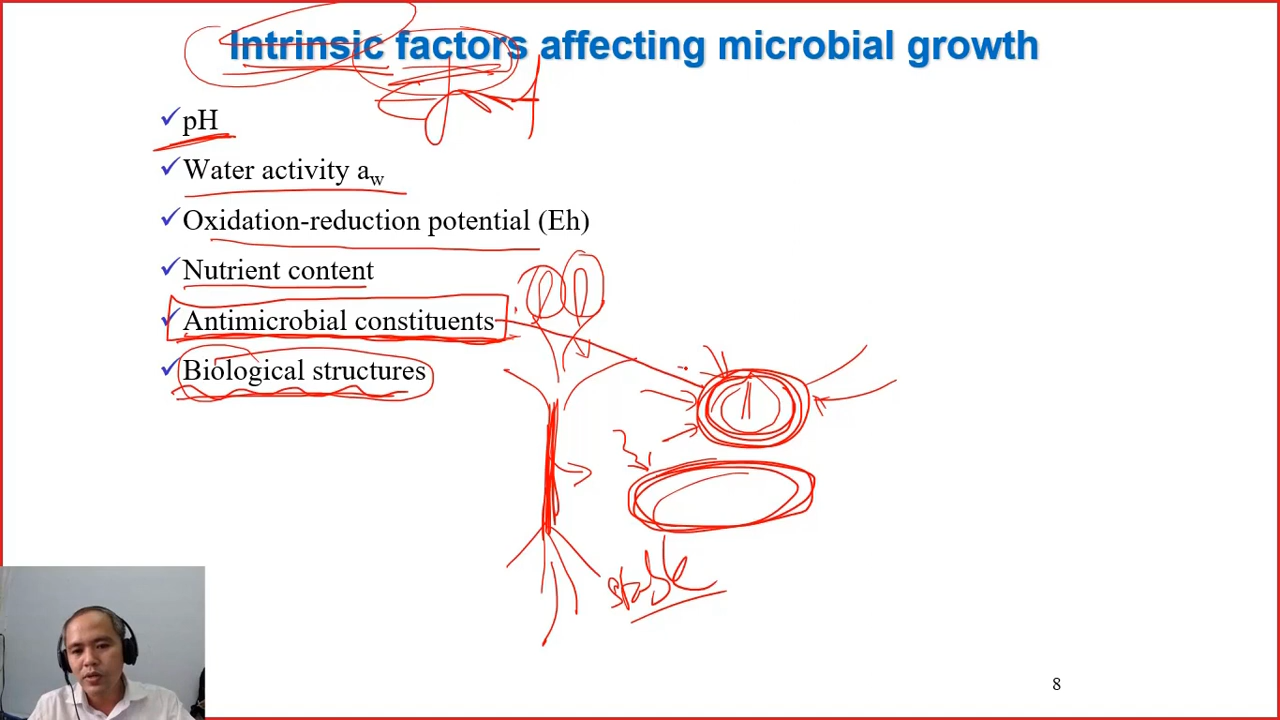 Intrinsic factors affecting microbial growth
✓pH
✓Water activity aw
✓Oxidation-reduction potential (Eh)
✓Nutrient content
✓Antimicrobial constituents
✓Biological structures
stable
8